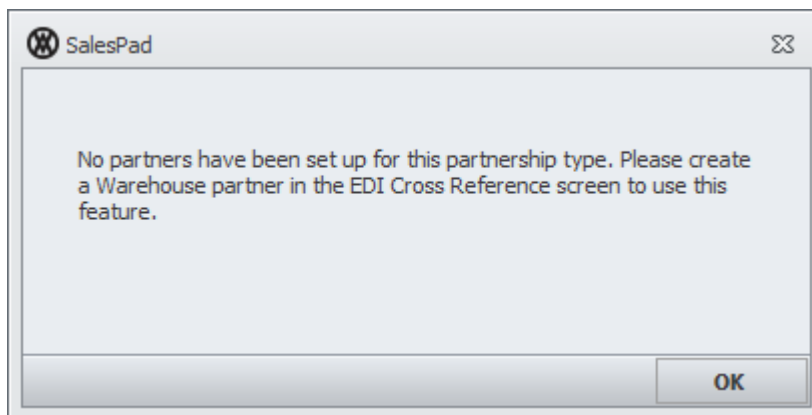 SalesPad
No partners have been set up for this partnership type. Please create
a Warehouse partner in the EDI Cross Reference screen to use this
feature.
OK